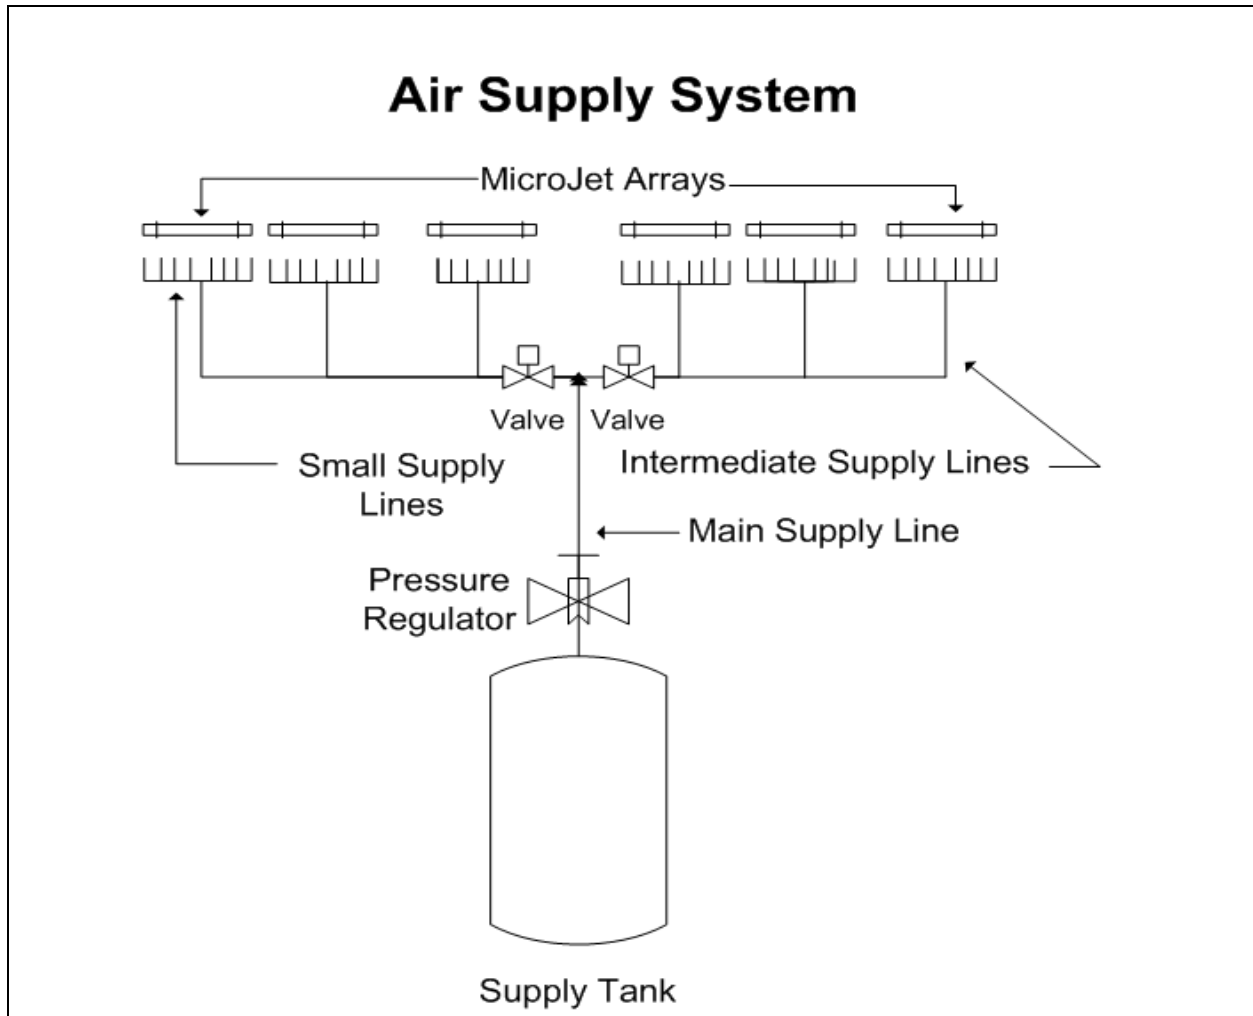 Air Supply System
MicroJet Arrays
Valve
Valve
Small Supply
Lines
Intermediate Supply Lines
Main Supply Line
Pressure
Regulator
Supply Tank